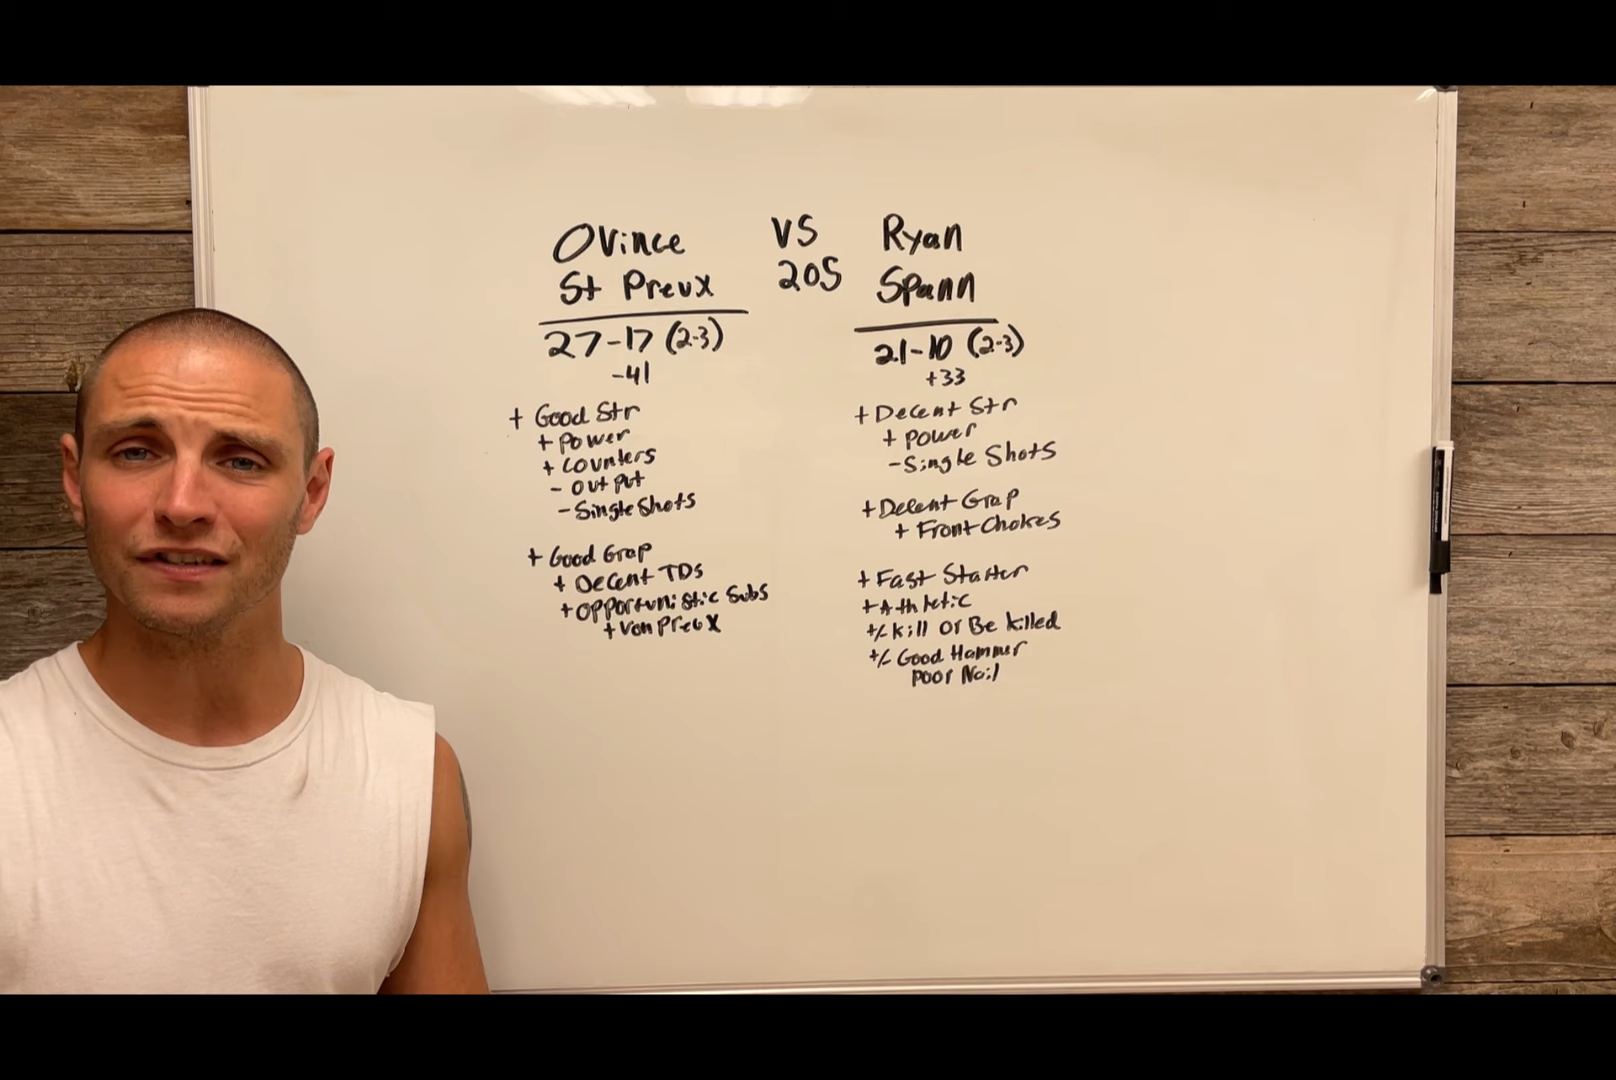 Ovince vs Ryan
St Preux 205 Spann
27-17 (2-3)
-41
+ Good Str
+ Power
+ Counters
- Output
- Single Shots
+ Good Grap
+ Decent TDs
+ Opportunistic Subs
+ Von Preux
21-10 (2-3)
+33
+ Decent Str
+ Power
- Single Shots
+ Decent Grap
+ Front Chokes
+ Fast Starter
+ Athletic
+/- Kill Or Be Killed
+/- Good Hammer
Poor Nail